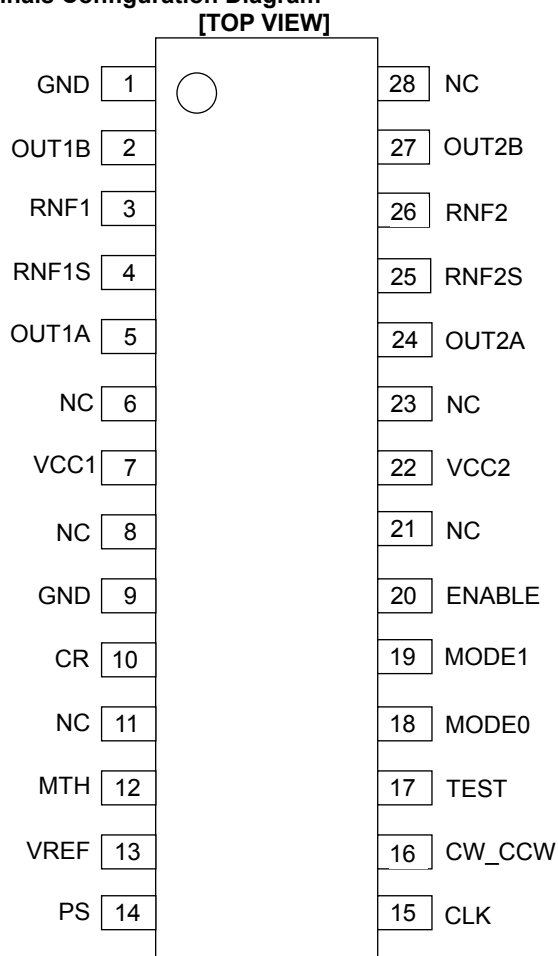 [TOP VIEW]
GND 1 28 NC
OUT1B 2 27 OUT2B
RNF1 3 26 RNF2
RNF1S 4 25 RNF2S
OUT1A 5 24 OUT2A
NC 6 23 NC
VCC1 7 22 VCC2
NC 8 21 NC
GND 9 20 ENABLE
CR 10 19 MODE1
NC 11 18 MODE0
MTH 12 17 TEST
VREF 13 16 CW_CCW
PS 14 15 CLK